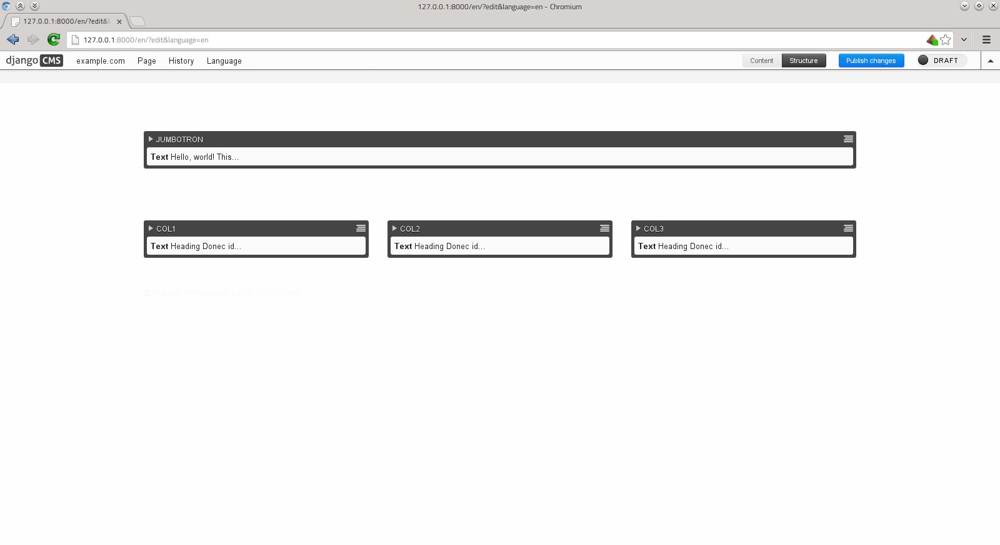 127.0.0.1:8000/en/?edit&language=en - Chromium
127.0.0.1:8000/en/?edit&l
127.0.0.1:8000/en/?edit&language=en
django CMS example.com Page History Language Content Structure Publish changes DRAFT
JUMBOTRON
Text Hello, world! This...
COL1 COL2 COL3
Text Heading Donec id... Text Heading Donec id... Text Heading Donec id...